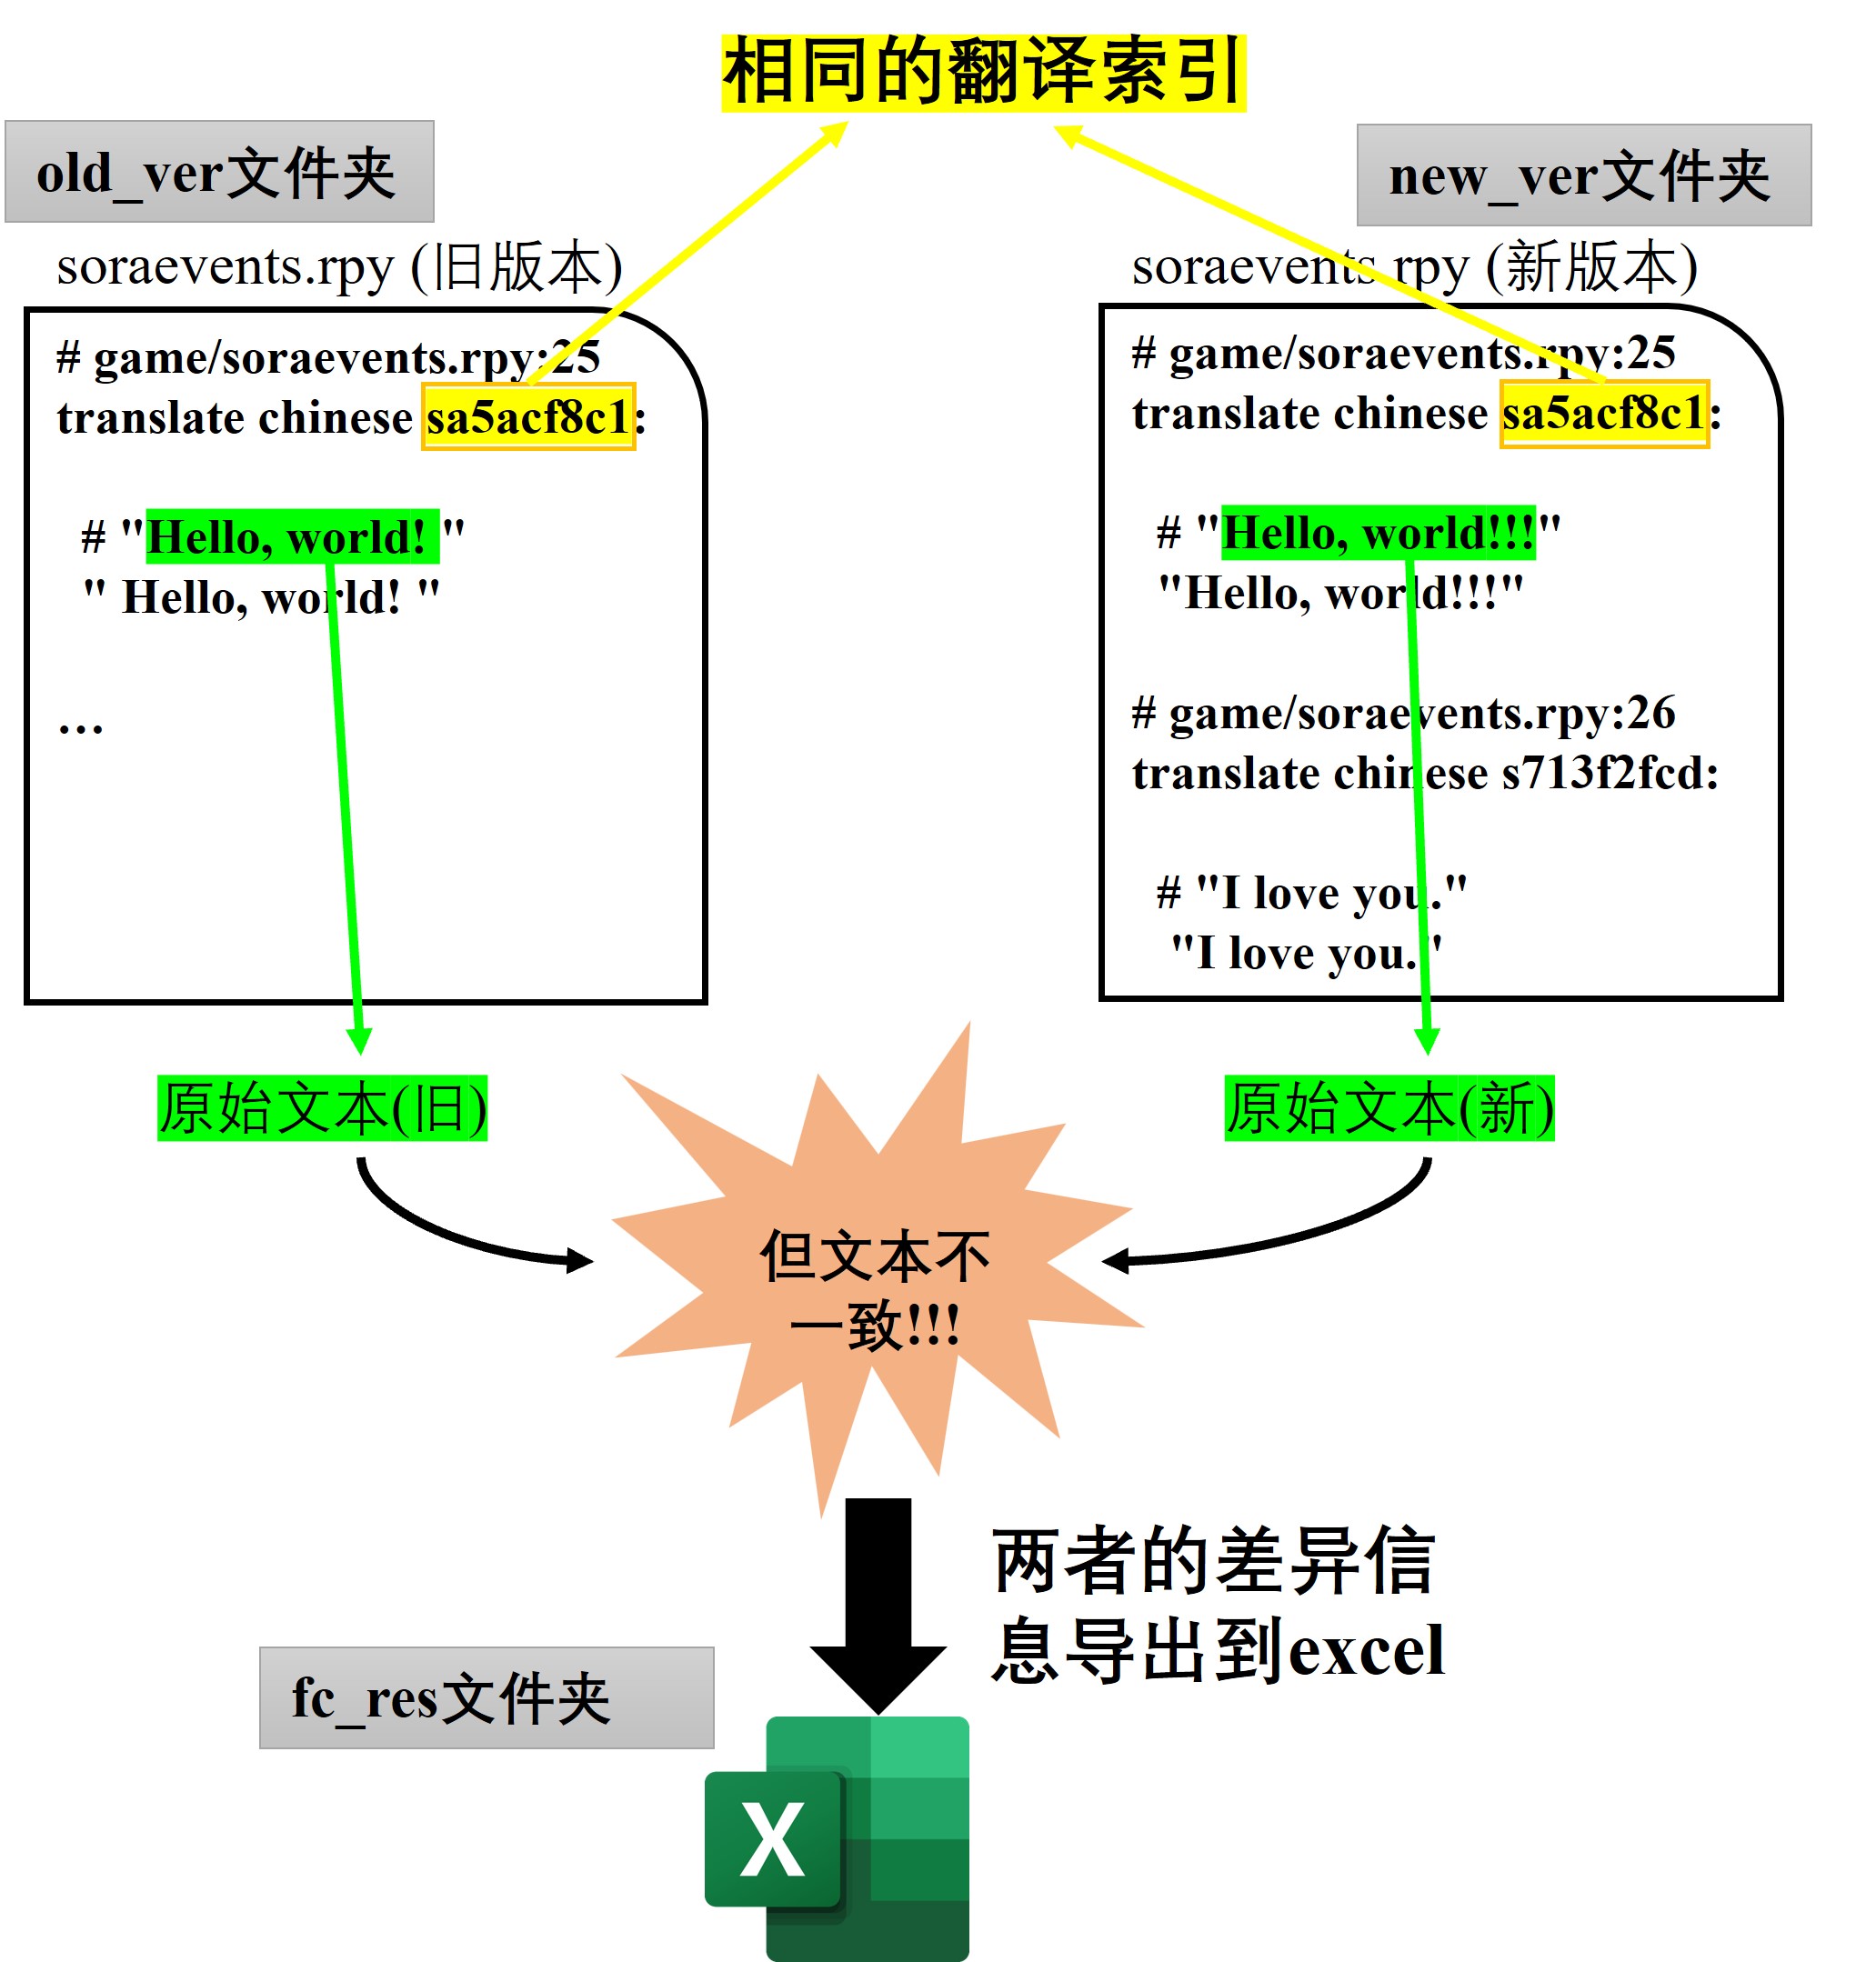 相同的翻译索引
old_ver文件夹
new_ver文件夹
soraevents.rpy (旧版本)
# game/soraevents.rpy:25
translate chinese sa5acf8c1:
# "Hello, world! "
" Hello, world! "
...
soraevents.rpy (新版本)
# game/soraevents.rpy:25
translate chinese sa5acf8c1:
# "Hello, world!!!"
"Hello, world!!!"
# game/soraevents.rpy:26
translate chinese s713f2fcd:
# "I love you."
"I love you."
原始文本(旧)
原始文本(新)
但文本不
一致!!!
两者的差异信
息导出到excel
fc_res文件夹
X